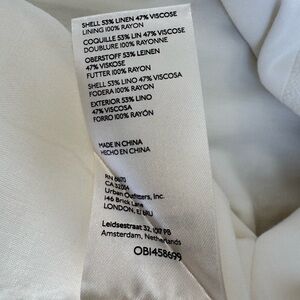 SHELL 53% LINEN 47% VISCOSE
LINING 100% RAYON
COQUILLE 53% LIN 47% VISCOSE
DOUBLURE 100% RAYONNE
OBERSTOFF 53% LEINEN
47% VISKOSE
FUTTER 100% RAYON
SHELL 53% LINO 47% VISCOSA
FODERA 100% RAYON
EXTERIOR 53% LINO
47% VISCOSA
FORRO 100% RAYON
MADE IN CHINA
HECHO EN CHINA
RN 66170
CA 32054
Urban Outfitters, Inc.
146 Brick Lane
LONDON, E1 6RU
Leidsestraat 32, 1017 PB
Amsterdam, Netherlands
OB1458699